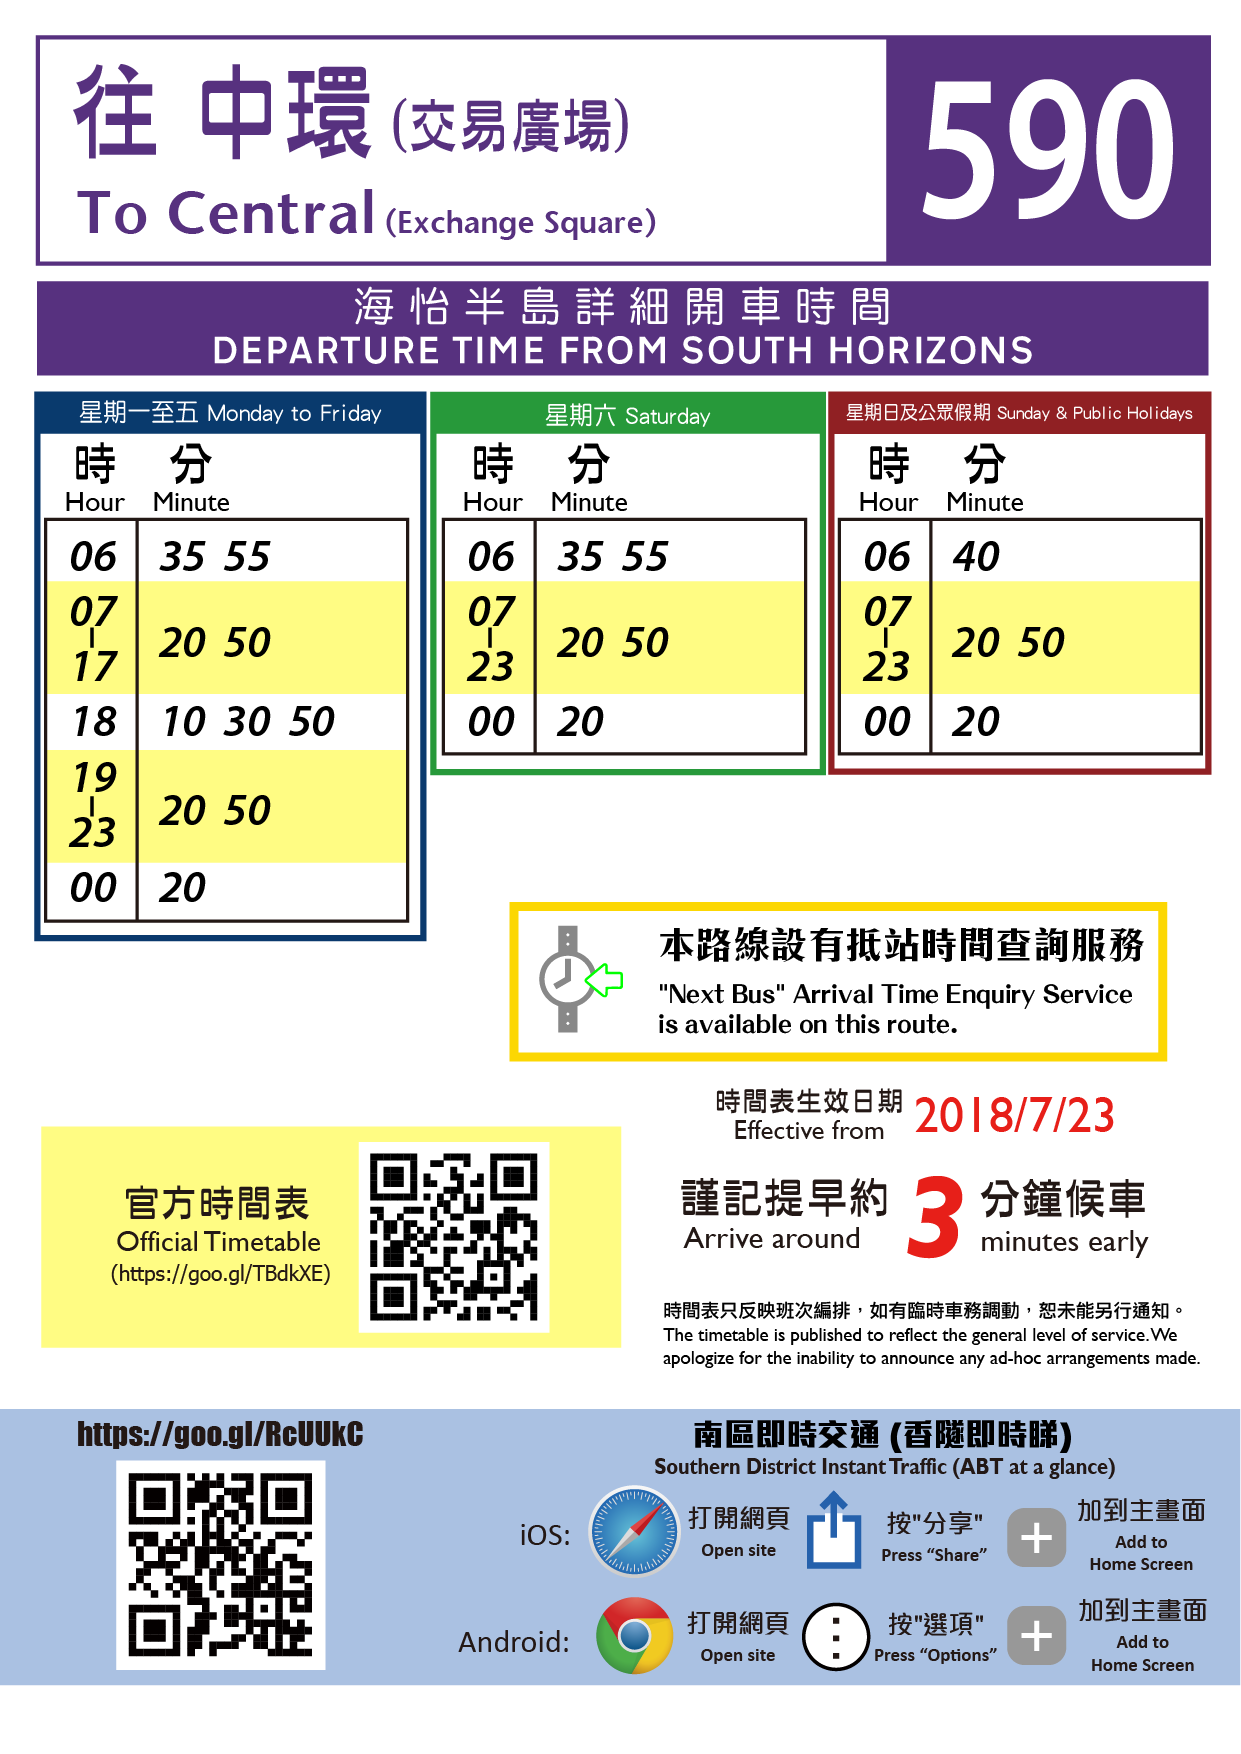 往 中環 (交易廣場)
To Central (Exchange Square)
590
海怡半島詳細開車時間
DEPARTURE TIME FROM SOUTH HORIZONS
星期一至五 Monday to Friday
時 分
Hour Minute
06 35 55
07
|
17
20 50
18 10 30 50
19
|
23
20 50
00 20
星期六 Saturday
時 分
Hour Minute
06 35 55
07
|
23
20 50
00 20
星期日及公眾假期 Sunday & Public Holidays
時 分
Hour Minute
06 40
07
|
23
20 50
00 20
本路線設有抵站時間查詢服務
"Next Bus" Arrival Time Enquiry Service
is available on this route.
時間表生效日期
Effective from
2018/7/23
官方時間表
Official Timetable
(https://goo.gl/TBdkXE)
謹記提早約 3 分鐘候車
Arrive around minutes early
時間表只反映班次編排，如有臨時車務調動，恕未能另行通知。
The timetable is published to reflect the general level of service. We
apologize for the inability to announce any ad-hoc arrangements made.
https://goo.gl/RcUUkC
南區即時交通 (香隧即時睇)
Southern District Instant Traffic (ABT at a glance)
iOS:
打開網頁
Open site
按"分享"
Press “Share”
加到主畫面
Add to
Home Screen
Android:
打開網頁
Open site
按"選項"
Press “Options”
加到主畫面
Add to
Home Screen